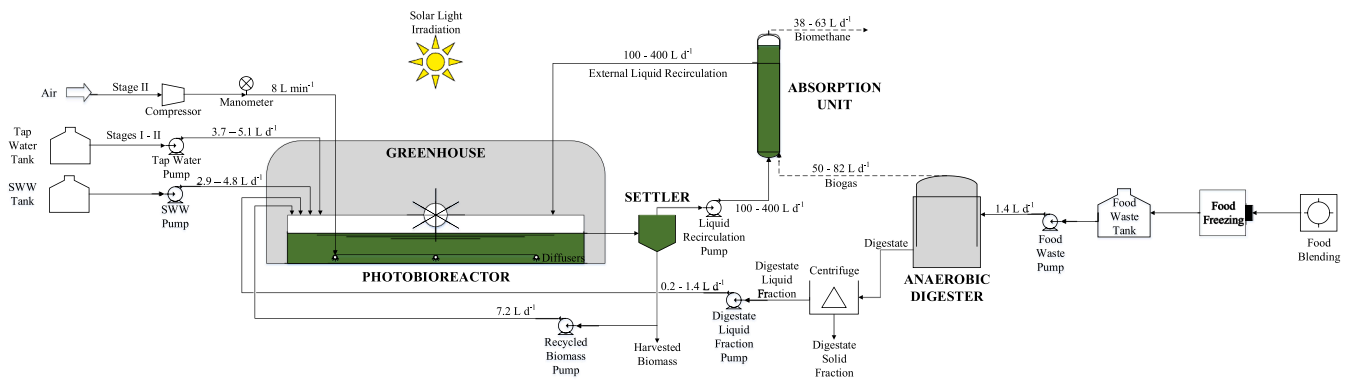 Solar Light
Irradiation
38 - 63 L d-1
Biomethane
100 - 400 L d-1
External Liquid Recirculation
ABSORPTION
UNIT
Air
Stage II
Compressor
Manometer
8 L min-1
Tap
Water
Tank
Stages I - II
Tap Water
Pump
3.7 – 5.1 L d-1
GREENHOUSE
SWW
Tank
SWW
Pump
2.9 – 4.8 L d-1
50 - 82 L d-1
Biogas
SETTLER
100 - 400 L d-1
Liquid
Recirculation
Pump
1.4 L d-1
Food
Waste
Pump
Food
Waste
Tank
Food
Freezing
Food
Blending
Diffusers
PHOTOBIOREACTOR
Digestate
ANAEROBIC
DIGESTER
Digestate
Liquid
Fraction
Centrifuge
0.2 - 1.4 L d-1
Digestate
Liquid
Fraction
Pump
7.2 L d-1
Recycled
Biomass
Pump
Harvested
Biomass
Digestate
Solid
Fraction